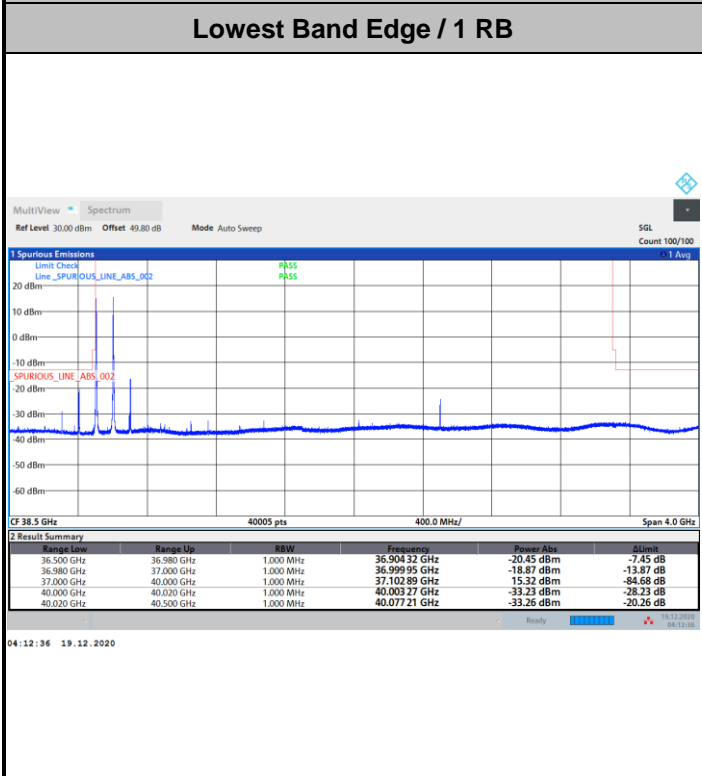 Lowest Band Edge / 1 RB
MultiView Spectrum
Ref Level 30.00 dBm Offset 49.80 dB Mode Auto Sweep SGL
Count 100/100
1 Spurious Emissions 1 Avg
Limit Check PASS
Line _SPURIOUS_LINE_ABS_002 PASS
20 dBm
10 dBm
0 dBm
-10 dBm
_SPURIOUS_LINE_ABS_002
-20 dBm
-30 dBm
-40 dBm
-50 dBm
-60 dBm
CF 38.5 GHz 40005 pts 400.0 MHz/ Span 4.0 GHz
2 Result Summary
Range Low Range Up RBW Frequency Power Abs ΔLimit
36.500 GHz 36.980 GHz 1.000 MHz 36.904 32 GHz -20.45 dBm -7.45 dB
36.980 GHz 37.000 GHz 1.000 MHz 36.999 95 GHz -18.87 dBm -13.87 dB
37.000 GHz 40.000 GHz 1.000 MHz 37.102 89 GHz 15.32 dBm -84.68 dB
40.000 GHz 40.020 GHz 1.000 MHz 40.003 27 GHz -33.23 dBm -28.23 dB
40.020 GHz 40.500 GHz 1.000 MHz 40.077 21 GHz -33.26 dBm -20.26 dB
Ready 19.12.2020
04:12:36
04:12:36 19.12.2020